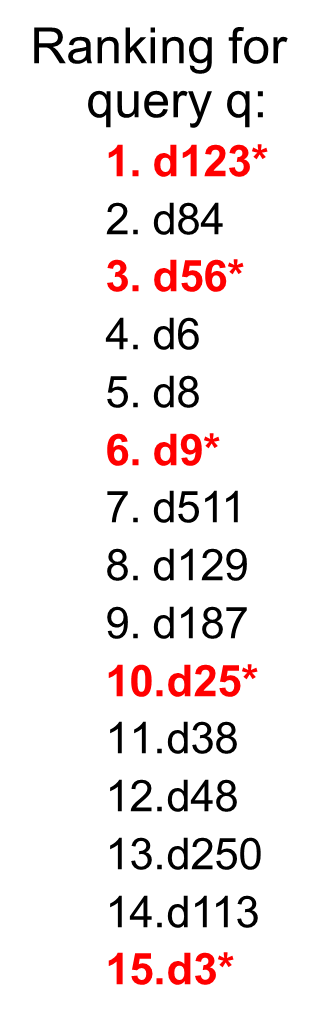 Ranking for
query q:
1. d123*
2. d84
3. d56*
4. d6
5. d8
6. d9*
7. d511
8. d129
9. d187
10.d25*
11.d38
12.d48
13.d250
14.d113
15.d3*